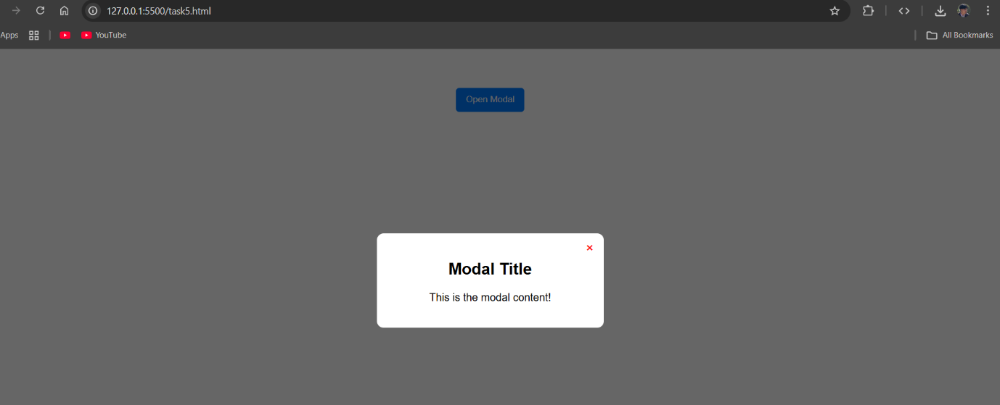 127.0.0.1:5500/task5.html
Apps
YouTube
All Bookmarks
Open Modal
×
Modal Title
This is the modal content!